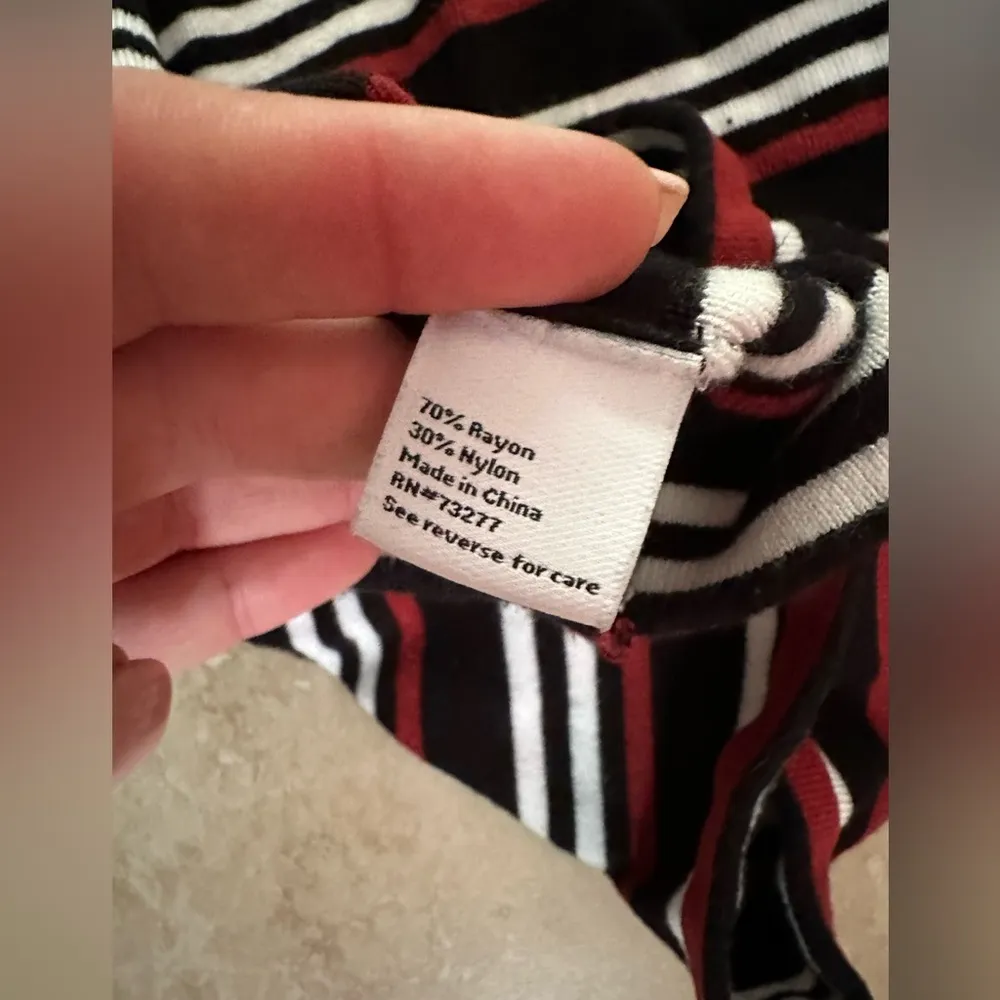 70% Rayon
30% Nylon
Made in China
RN#73277
See reverse for care